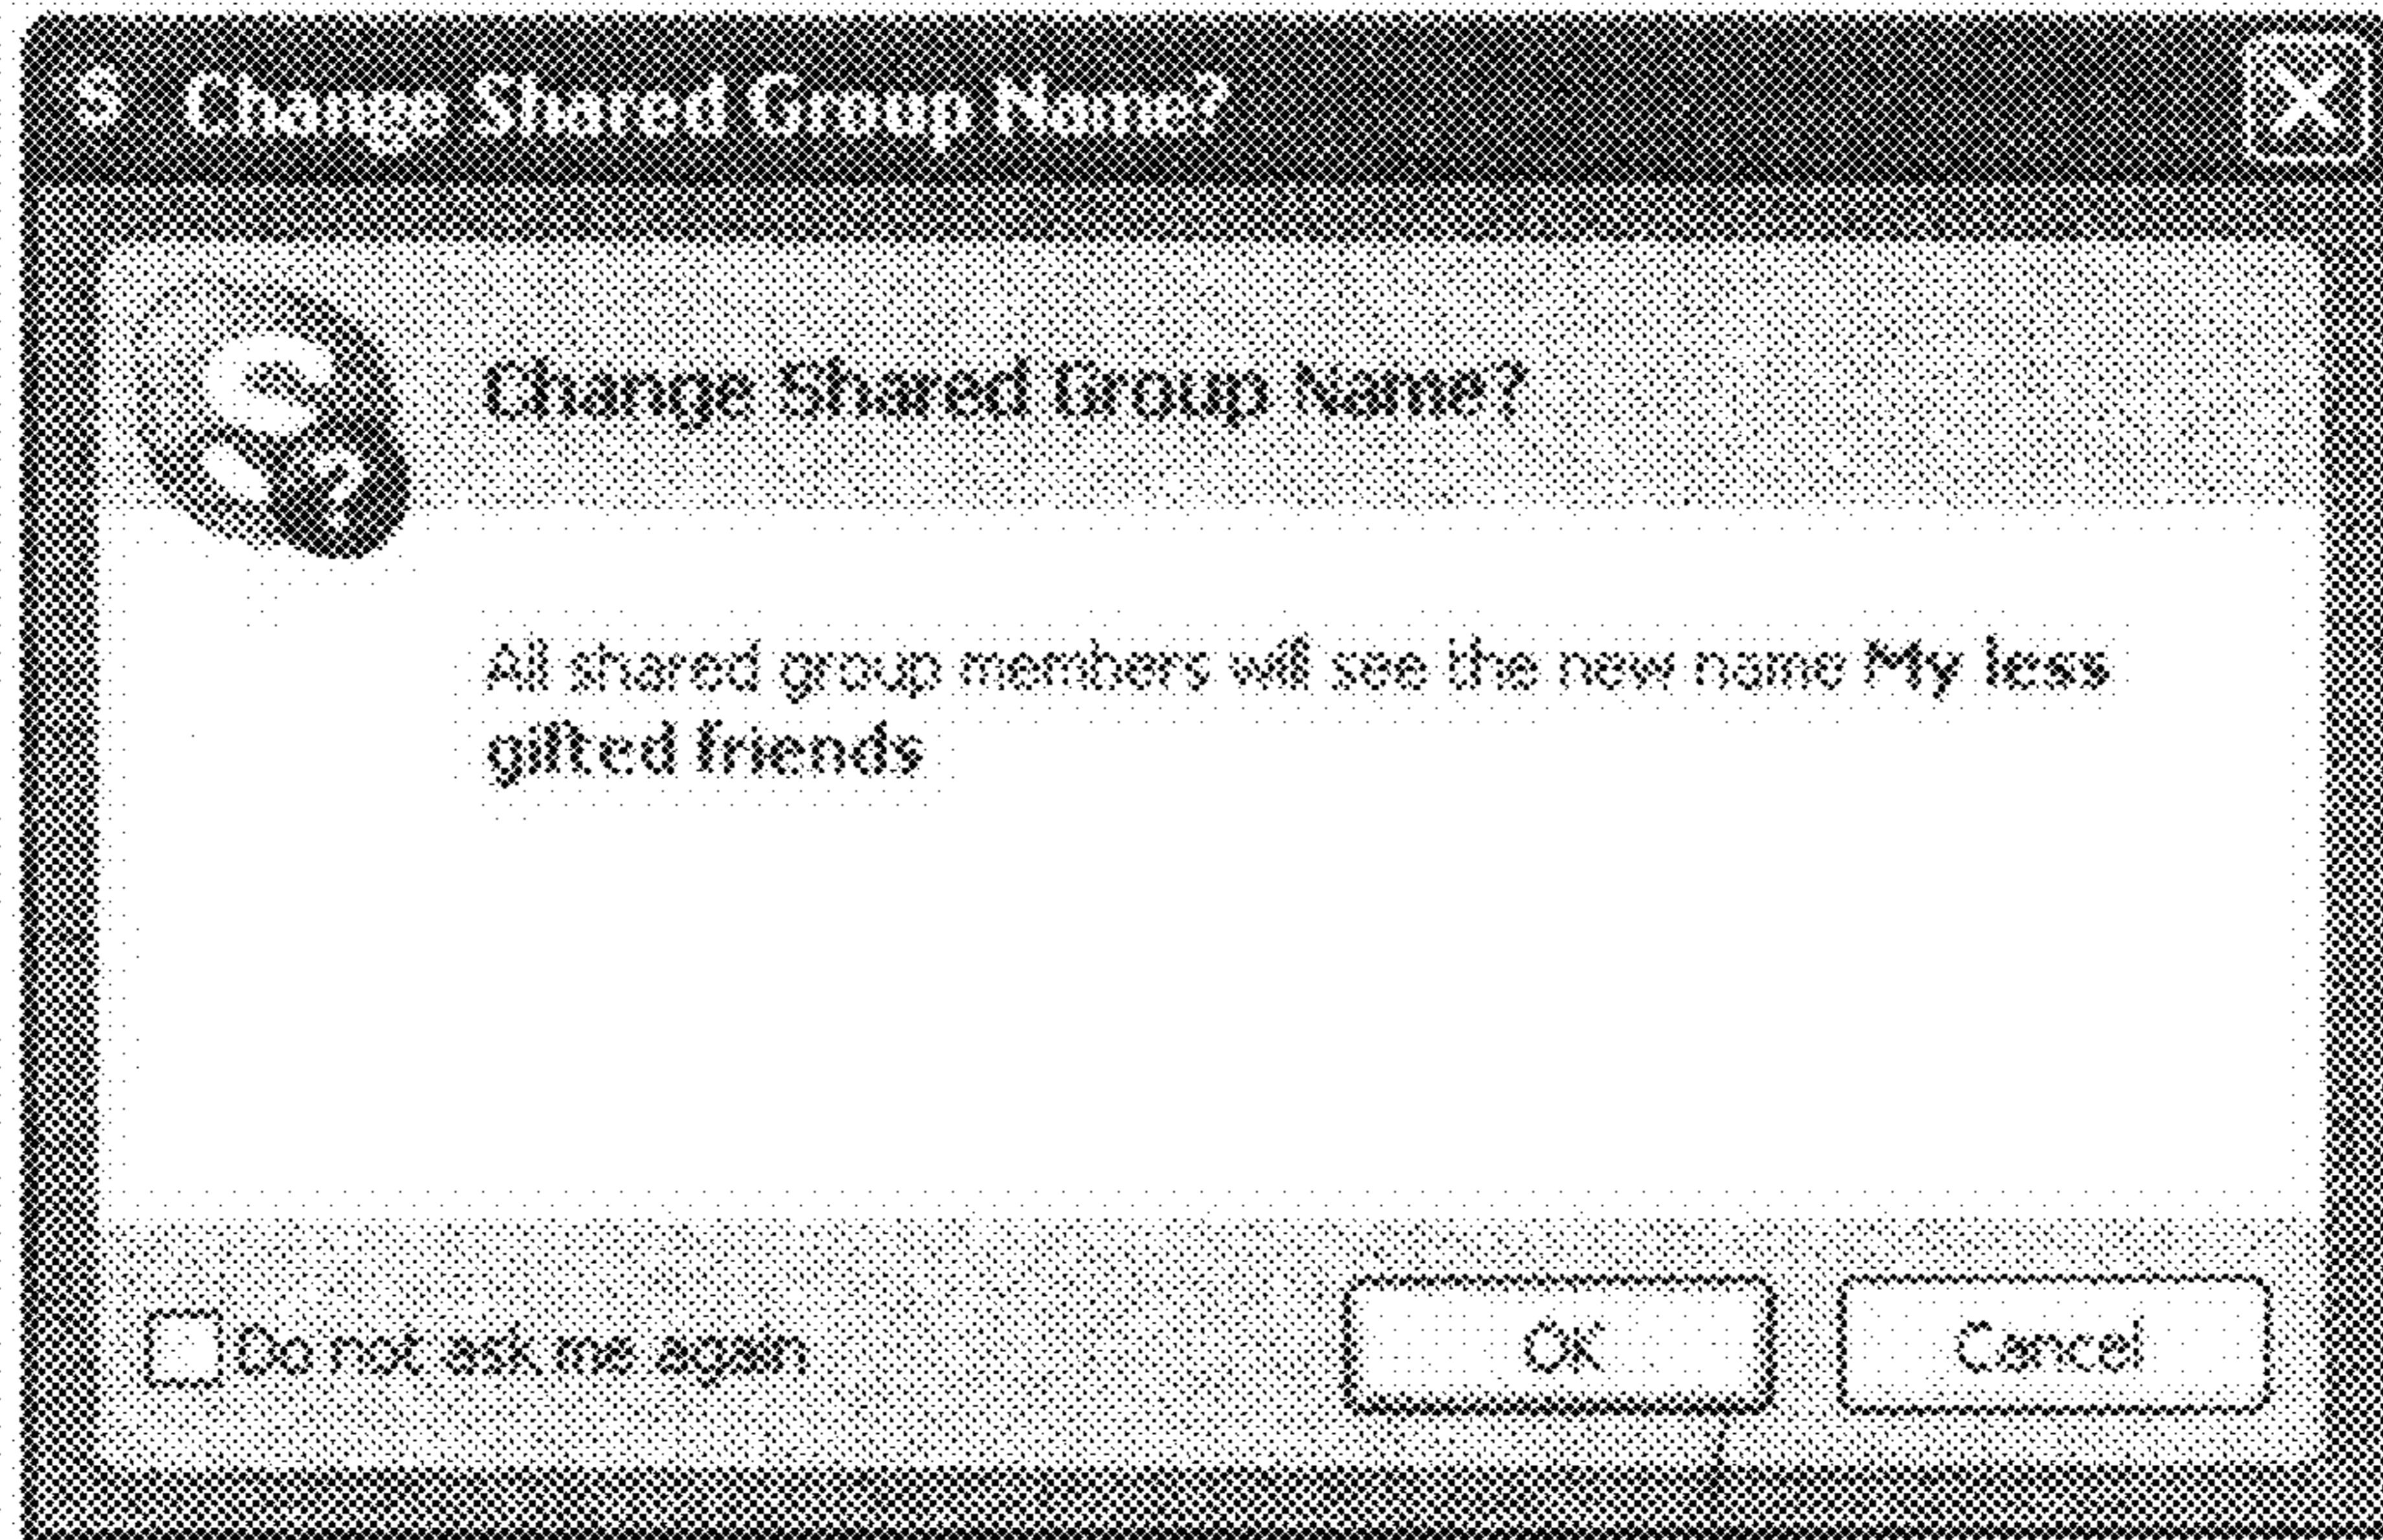 S Change Shared Group Name?
Change Shared Group Name?
All shared group members will see the new name My less
gifted friends
Do not ask me again
OK
Cancel